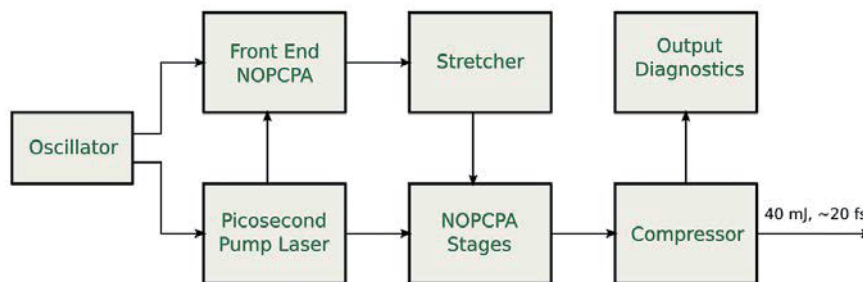 Front End
NOPCPA
Stretcher
Output
Diagnostics
Oscillator
Picosecond
Pump Laser
NOPCPA
Stages
Compressor
40 mJ, ~20 fs